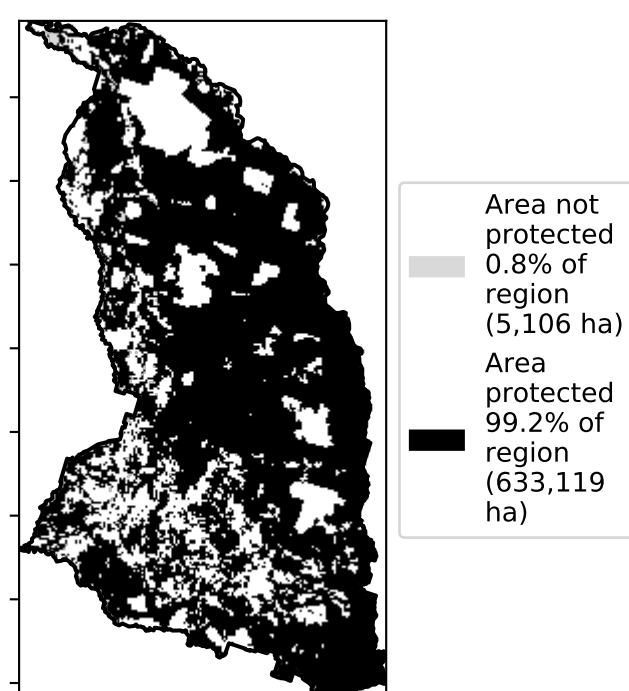 Area not
protected
0.8% of
region
(5,106 ha)
Area
protected
99.2% of
region
(633,119
ha)